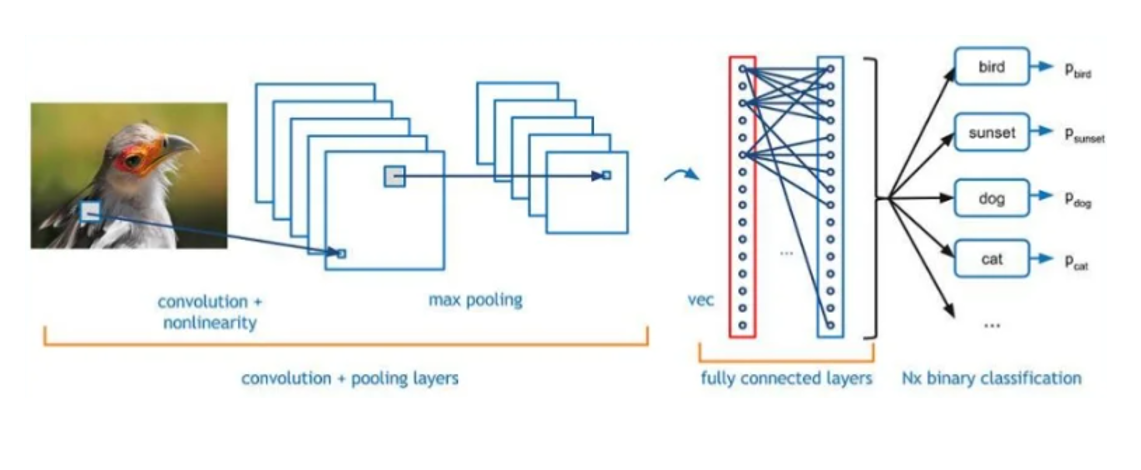 bird
p_bird
sunset
p_sunset
dog
p_dog
cat
p_cat
...
...
convolution +
nonlinearity
max pooling
vec
convolution + pooling layers
fully connected layers
Nx binary classification